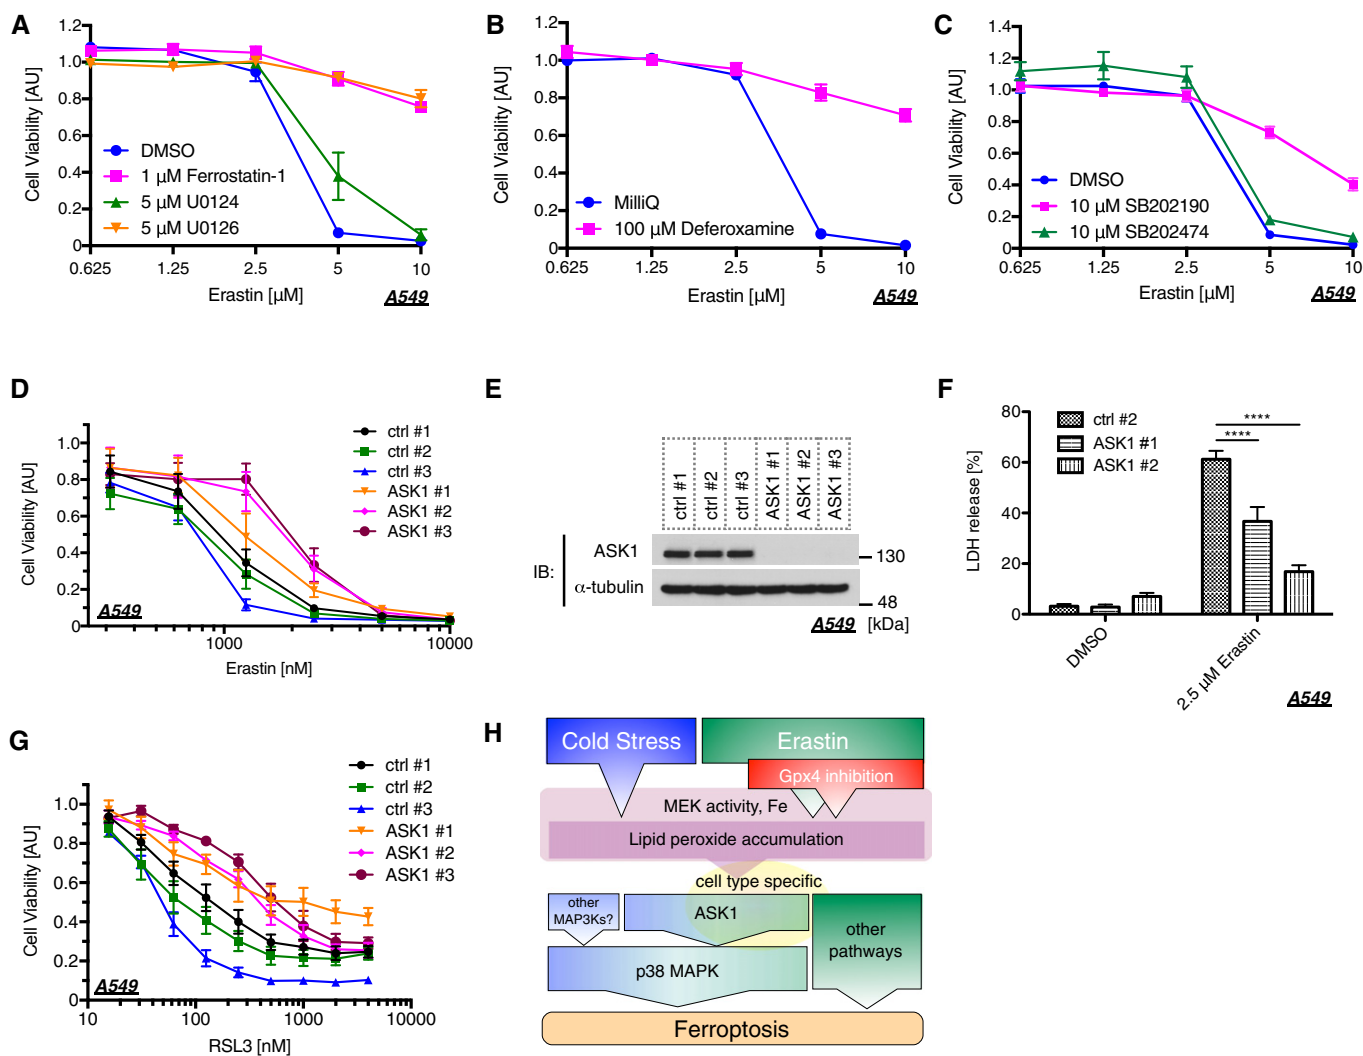 A
1.2
1.0
0.8
0.6
0.4
0.2
0
Cell Viability [AU]
DMSO
1 µM Ferrostatin-1
5 µM U0124
5 µM U0126
0.625 1.25 2.5 5 10
Erastin [µM]
A549
B
1.2
1.0
0.8
0.6
0.4
0.2
0
Cell Viability [AU]
MilliQ
100 µM Deferoxamine
0.625 1.25 2.5 5 10
Erastin [µM]
A549
C
1.4
1.2
1.0
0.8
0.6
0.4
0.2
0
Cell Viability [AU]
DMSO
10 µM SB202190
10 µM SB202474
0.625 1.25 2.5 5 10
Erastin [µM]
A549
D
1.0
0.8
0.6
0.4
0.2
0
Cell Viability [AU]
ctrl #1
ctrl #2
ctrl #3
ASK1 #1
ASK1 #2
ASK1 #3
A549
1000 10000
Erastin [nM]
E
ctrl #1
ctrl #2
ctrl #3
ASK1 #1
ASK1 #2
ASK1 #3
IB:
ASK1
130
α-tubulin
48
A549 [kDa]
F
80
60
40
20
0
LDH release [%]
ctrl #2
ASK1 #1
ASK1 #2
****
****
DMSO
2.5 µM Erastin
A549
G
1.0
0.8
0.6
0.4
0.2
0
Cell Viability [AU]
ctrl #1
ctrl #2
ctrl #3
ASK1 #1
ASK1 #2
ASK1 #3
A549
10 100 1000 10000
RSL3 [nM]
H
Cold Stress
Erastin
Gpx4 inhibition
MEK activity, Fe
Lipid peroxide accumulation
cell type specific
other
MAP3Ks?
ASK1
other
pathways
p38 MAPK
Ferroptosis